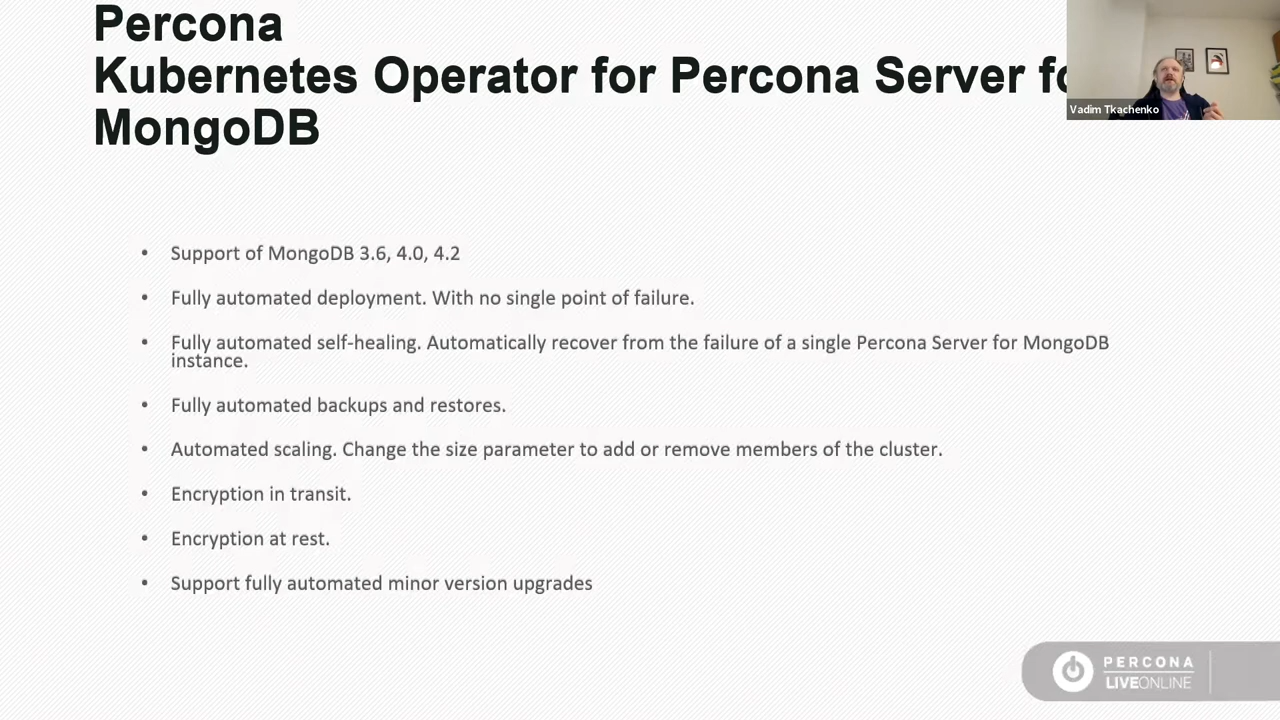 Percona
Kubernetes Operator for Percona Server fo
MongoDB
Vadim Tkachenko
• Support of MongoDB 3.6, 4.0, 4.2
• Fully automated deployment. With no single point of failure.
• Fully automated self-healing. Automatically recover from the failure of a single Percona Server for MongoDB
instance.
• Fully automated backups and restores.
• Automated scaling. Change the size parameter to add or remove members of the cluster.
• Encryption in transit.
• Encryption at rest.
• Support fully automated minor version upgrades
PERCONA
LIVEONLINE